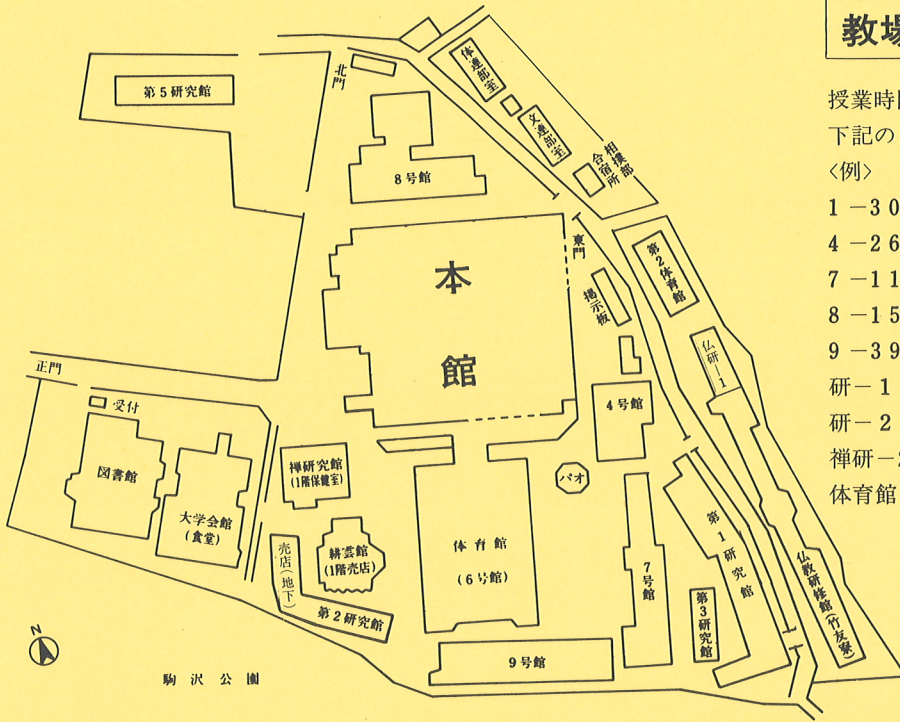 教場
授業時
下記の
〈例〉
1－30
4－26
7－11
8－15
9－39
研－1
研－2
禅研－2
体育館
第5研究館
北門
体連部室
文連部室
相撲部
合宿所
8号館
本館
東門
掲示板
第2体育館
仏研－1
正門
受付
4号館
図書館
大学会館
(食堂)
禅研究館
(1階保健室)
パオ
売店(地下)
耕雲館
(1階売店)
体育館
(6号館)
7号館
第1研究館
第2研究館
第3研究館
仏教研修館(竹友寮)
9号館
N
駒沢公園